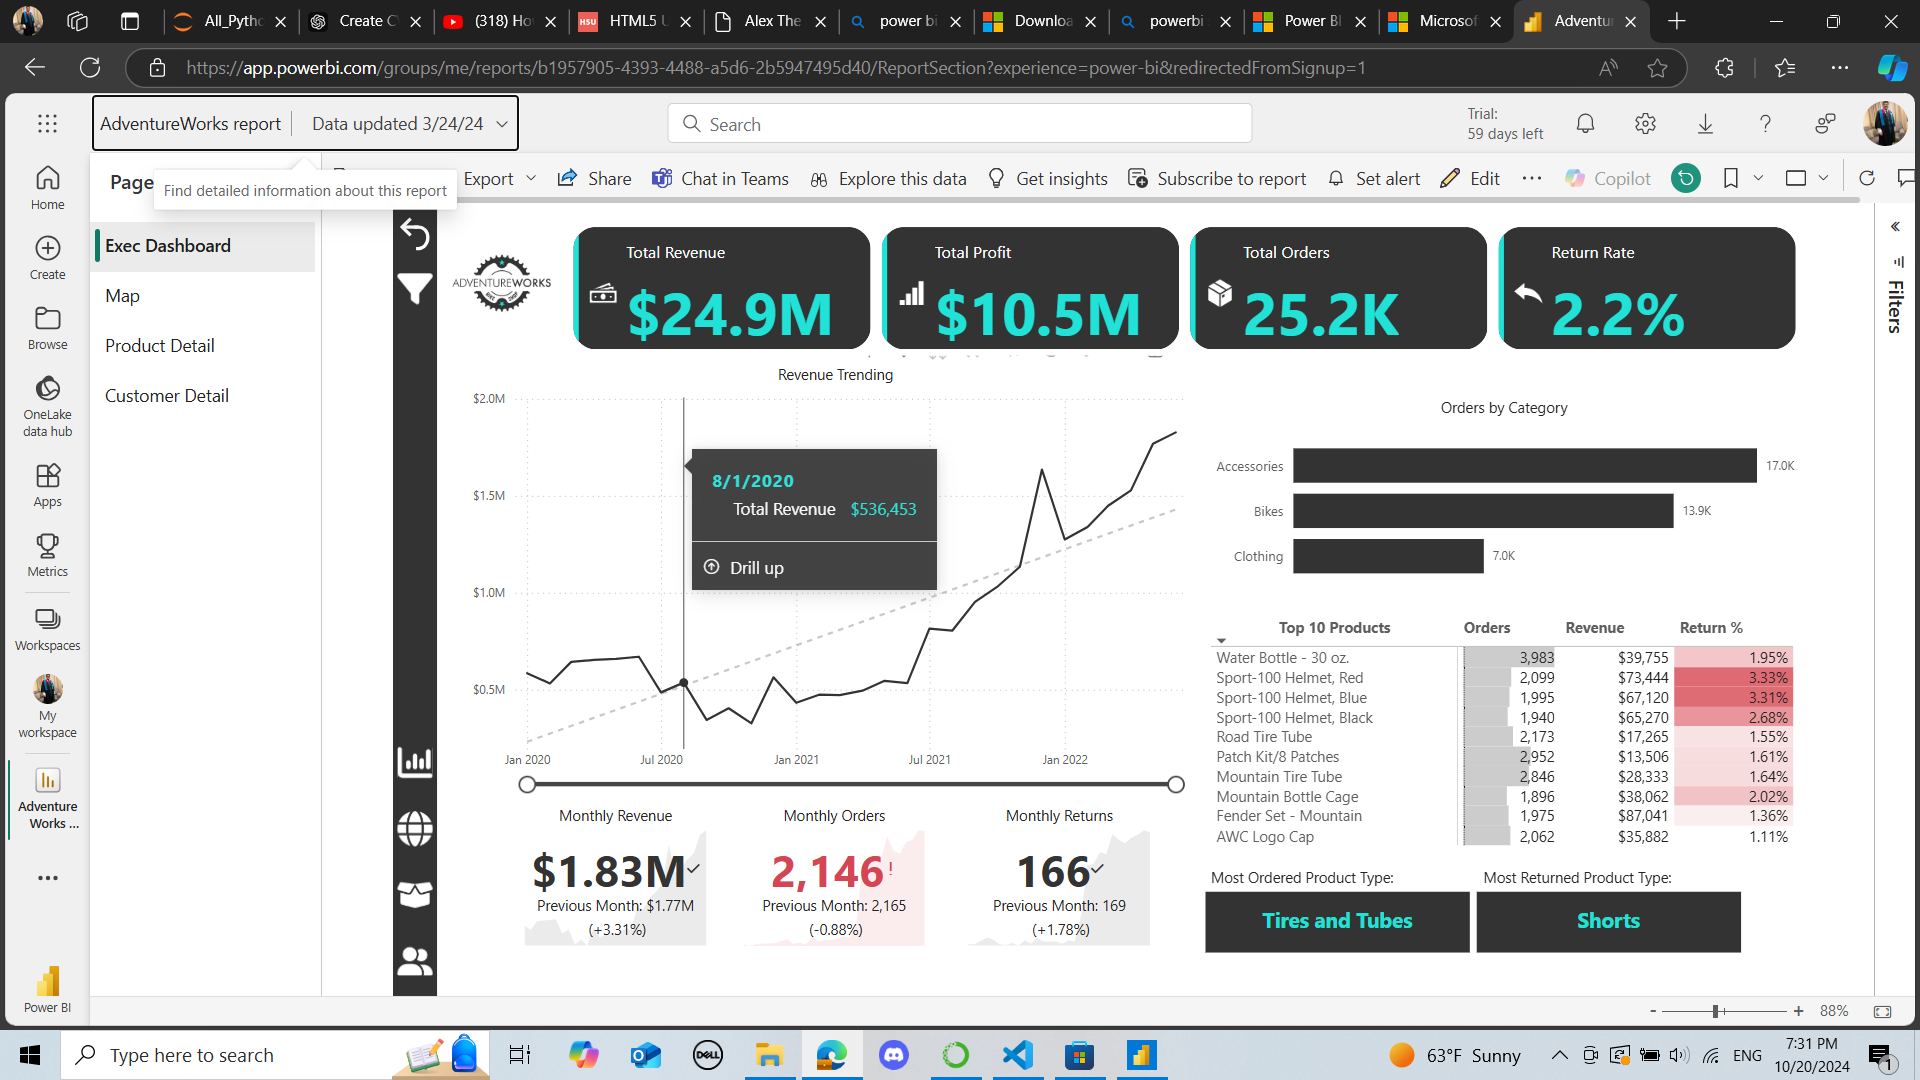 All_Pytho
Create C
(318) Ho
HTML5 U
Alex The
power bi
Downloa
powerbi
Power BI
Microsof
Adventur
https://app.powerbi.com/groups/me/reports/b1957905-4393-4488-a5d6-2b5947495d40/ReportSection?experience=power-bi&redirectedFromSignup=1
AdventureWorks report
Data updated 3/24/24
Search
Trial:
59 days left
Page
Find detailed information about this report
Export
Share
Chat in Teams
Explore this data
Get insights
Subscribe to report
Set alert
Edit
Copilot
Home
Create
Browse
OneLake
data hub
Apps
Metrics
Workspaces
My
workspace
Adventure
Works ...
Power BI
Exec Dashboard
Map
Product Detail
Customer Detail
ADVENTUREWORKS
Total Revenue
$24.9M
Total Profit
$10.5M
Total Orders
25.2K
Return Rate
2.2%
Filters
Revenue Trending
$2.0M
$1.5M
$1.0M
$0.5M
8/1/2020
Total Revenue $536,453
Drill up
Jan 2020 Jul 2020 Jan 2021 Jul 2021 Jan 2022
Orders by Category
Accessories 17.0K
Bikes 13.9K
Clothing 7.0K
Top 10 Products Orders Revenue Return %
Water Bottle - 30 oz. 3,983 $39,755 1.95%
Sport-100 Helmet, Red 2,099 $73,444 3.33%
Sport-100 Helmet, Blue 1,995 $67,120 3.31%
Sport-100 Helmet, Black 1,940 $65,270 2.68%
Road Tire Tube 2,173 $17,265 1.55%
Patch Kit/8 Patches 2,952 $13,506 1.61%
Mountain Tire Tube 2,846 $28,333 1.64%
Mountain Bottle Cage 1,896 $38,062 2.02%
Fender Set - Mountain 1,975 $87,041 1.36%
AWC Logo Cap 2,062 $35,882 1.11%
Monthly Revenue
$1.83M
Previous Month: $1.77M
(+3.31%)
Monthly Orders
2,146!
Previous Month: 2,165
(-0.88%)
Monthly Returns
166
Previous Month: 169
(+1.78%)
Most Ordered Product Type:
Tires and Tubes
Most Returned Product Type:
Shorts
- + 88%
Type here to search
DELL
63°F Sunny
ENG
7:31 PM
10/20/2024
1